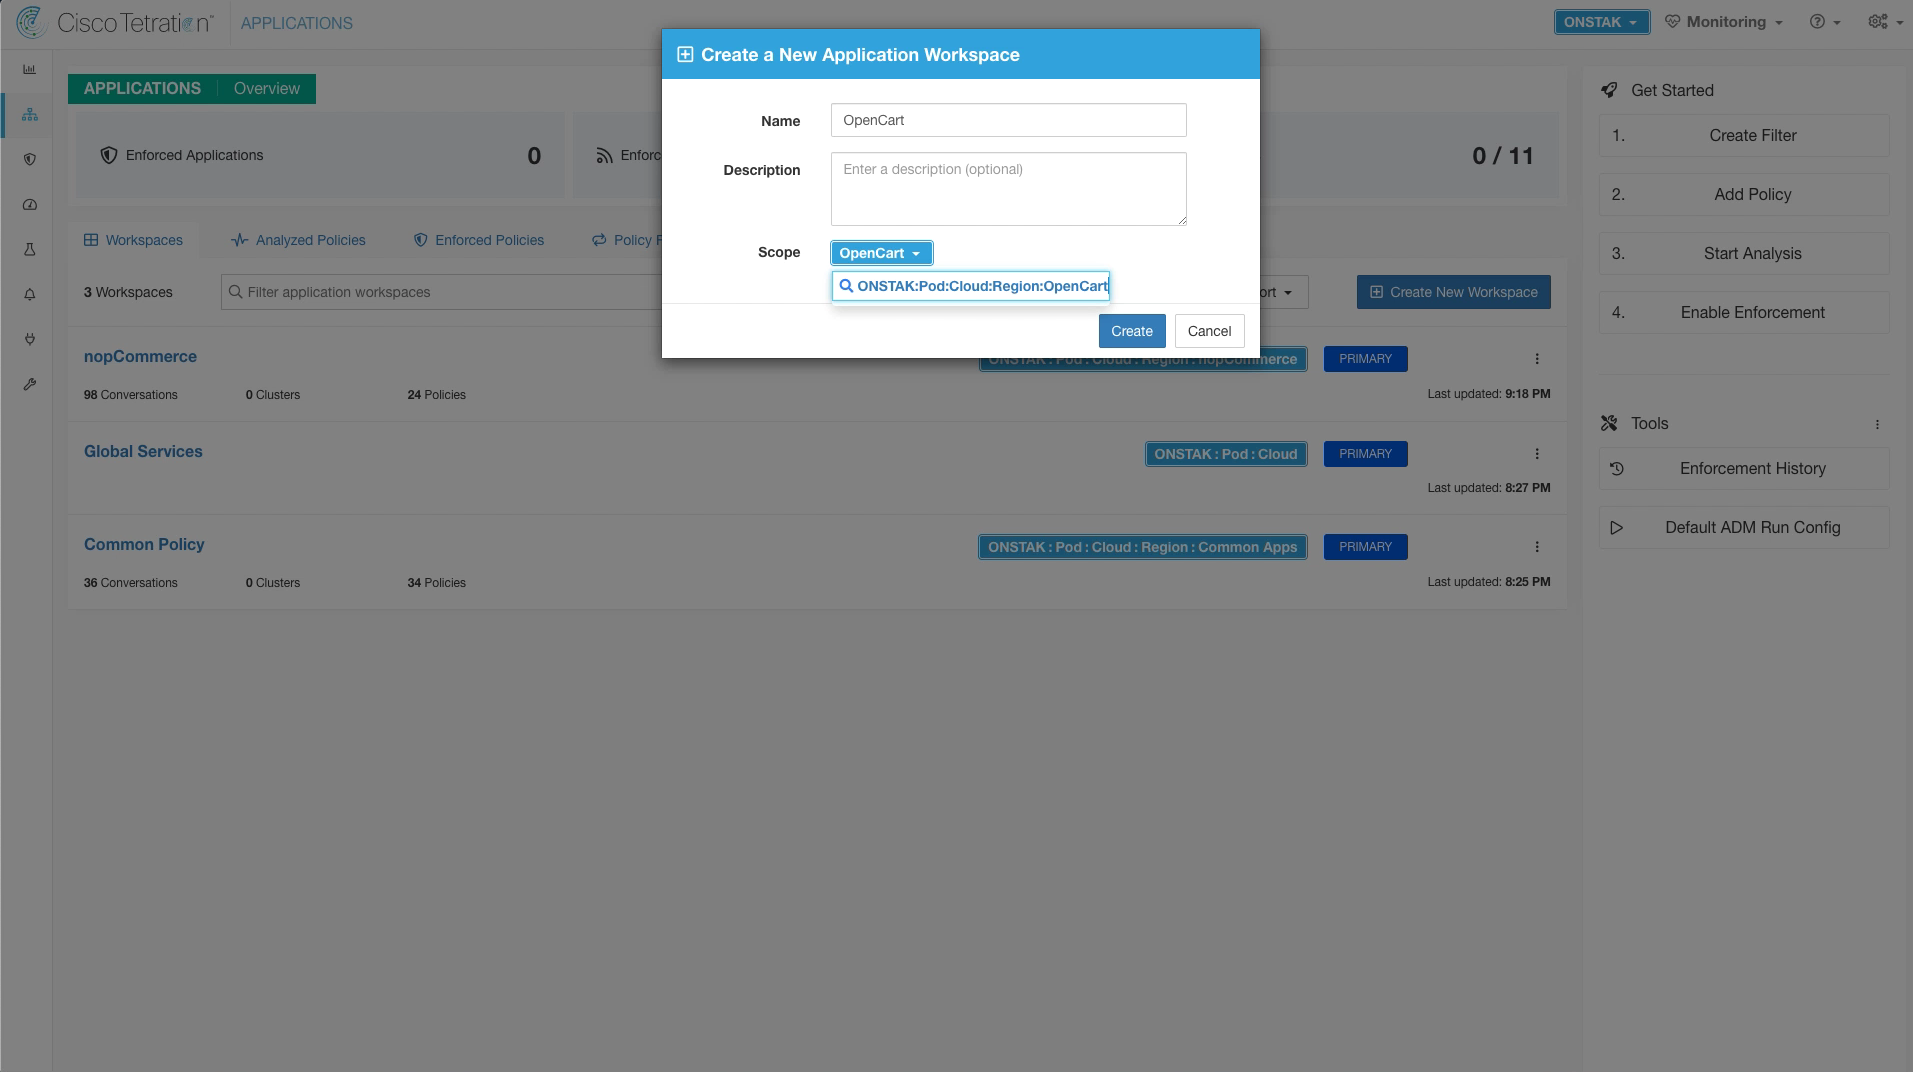 Cisco Tetration™ APPLICATIONS ONSTAK Monitoring
Create a New Application Workspace
Name OpenCart
Description Enter a description (optional)
Scope OpenCart
ONSTAK:Pod:Cloud:Region:OpenCart
Create Cancel
APPLICATIONS Overview
Enforced Applications 0 Enforc 0 / 11
Workspaces Analyzed Policies Enforced Policies Policy F
3 Workspaces Filter application workspaces ort Create New Workspace
nopCommerce ONSTAK : Pod : Cloud : Region : nopCommerce PRIMARY
98 Conversations 0 Clusters 24 Policies Last updated: 9:18 PM
Global Services ONSTAK : Pod : Cloud PRIMARY
Last updated: 8:27 PM
Common Policy ONSTAK : Pod : Cloud : Region : Common Apps PRIMARY
36 Conversations 0 Clusters 34 Policies Last updated: 8:25 PM
Get Started
1. Create Filter
2. Add Policy
3. Start Analysis
4. Enable Enforcement
Tools
Enforcement History
Default ADM Run Config